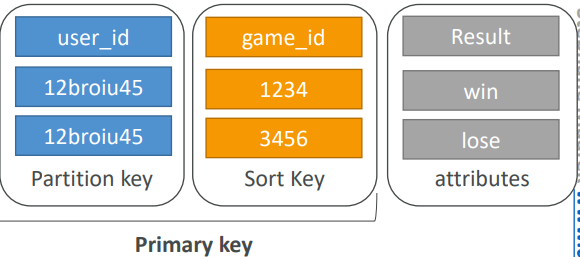 user_id game_id Result
12broiu45 1234 win
12broiu45 3456 lose
Partition key Sort Key attributes
Primary key